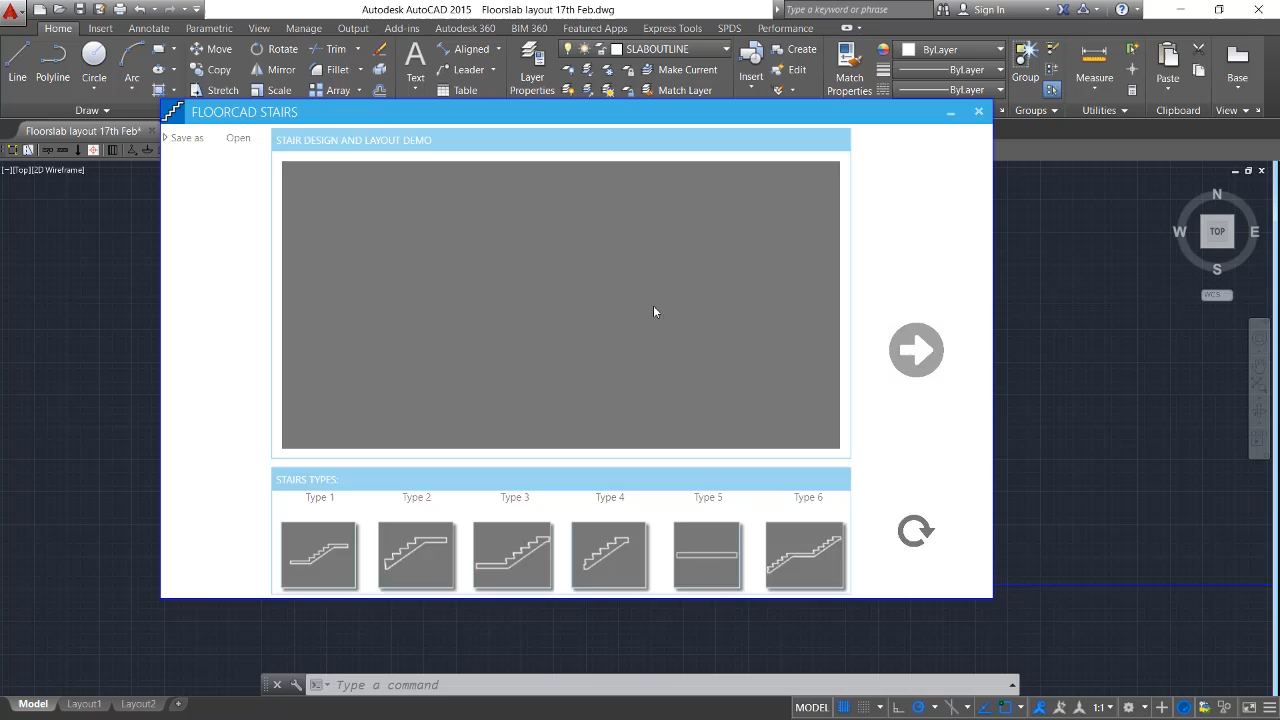 Autodesk AutoCAD 2015 Floorslab layout 17th Feb.dwg
Type a keyword or phrase
Sign In
Home Insert Annotate Parametric View Manage Output Add-ins Autodesk 360 BIM 360 Featured Apps Express Tools SPDS Performance
Line Polyline Circle Arc
Move Rotate Trim
Copy Mirror Fillet
Stretch Scale Array
Text
Aligned
Leader
Table
Layer
Properties
SLABOUTLINE
Make Current
Match Layer
Insert
Create
Edit
Match
Properties
ByLayer
ByLayer
ByLayer
Group
Measure
Paste
Base
Draw
Groups
Utilities
Clipboard
View
Floorslab layout 17th Feb*
FLOORCAD STAIRS
Save as Open
STAIR DESIGN AND LAYOUT DEMO
[−][Top][2D Wireframe]
N
W TOP E
S
WCS
STAIRS TYPES:
Type 1 Type 2 Type 3 Type 4 Type 5 Type 6
Type a command
Model Layout1 Layout2
MODEL
1:1